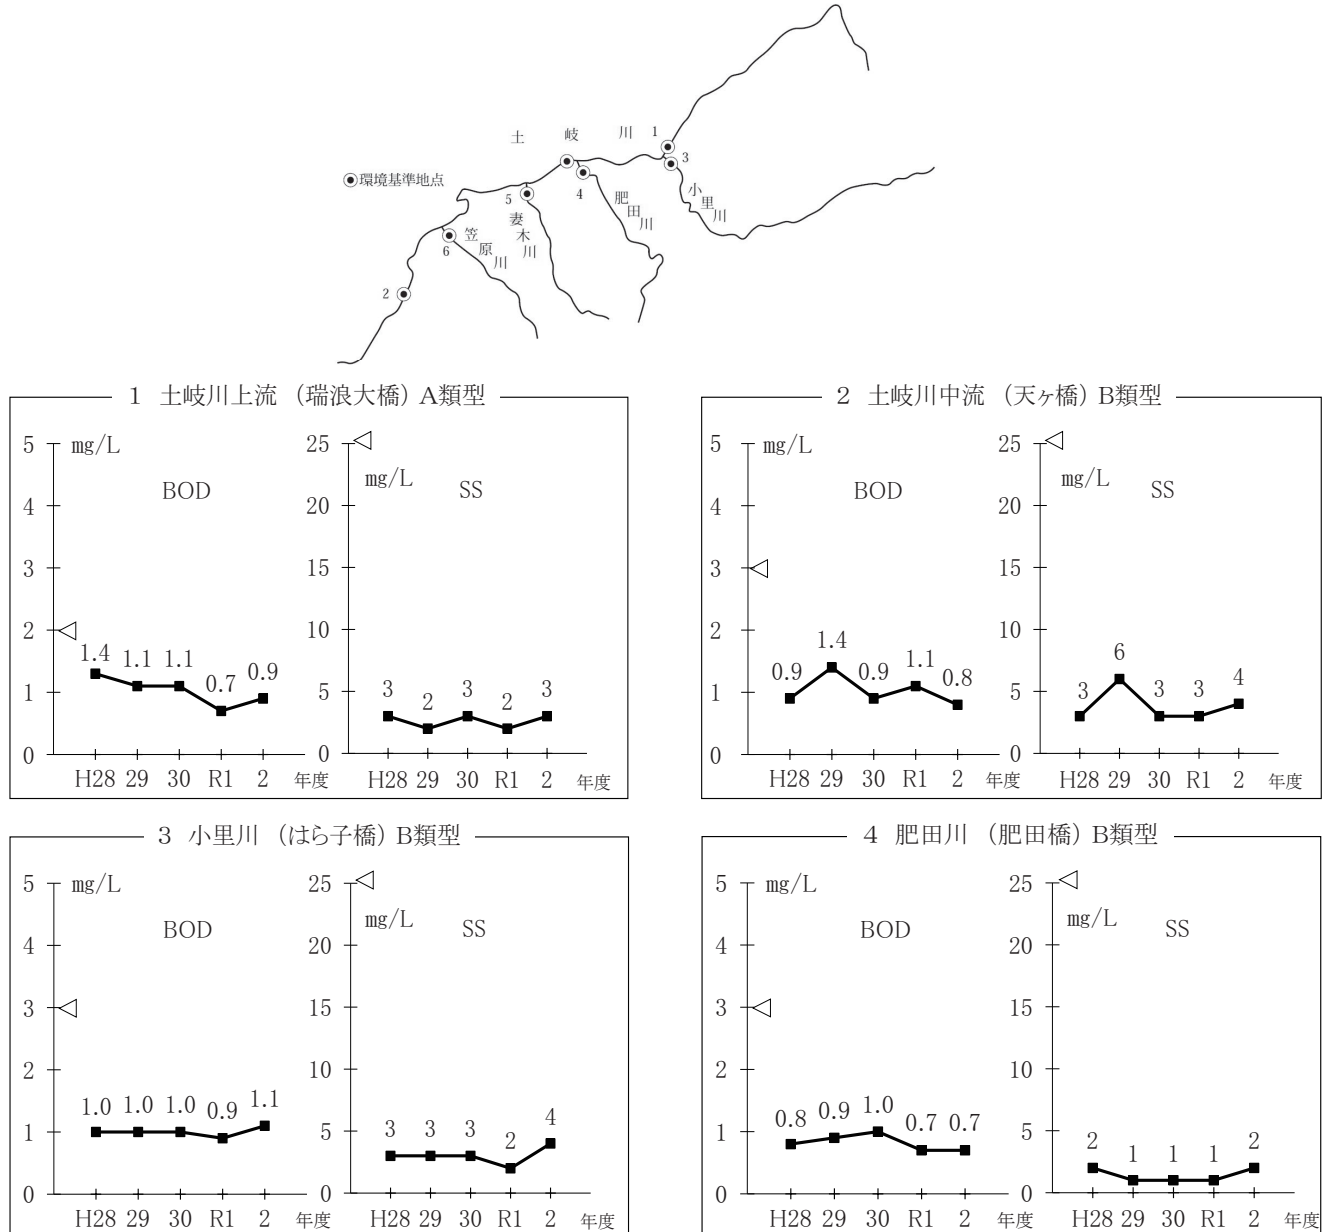 土岐川
1
3
◉環境基準地点
4
5
小里川
肥田川
妻木川
笠原川
6
2
1 土岐川上流 (瑞浪大橋) A類型
5 mg/L
BOD
4
3
2
1
0
1.4 1.1 1.1 0.7 0.9
H28 29 30 R1 2 年度
25
mg/L SS
20
15
10
5
0
3 2 3 2 3
H28 29 30 R1 2 年度
2 土岐川中流 (天ヶ橋) B類型
5 mg/L
BOD
4
3
2
1
0
0.9 1.4 0.9 1.1 0.8
H28 29 30 R1 2 年度
25
mg/L SS
20
15
10
5
0
3 6 3 3 4
H28 29 30 R1 2 年度
3 小里川 (はら子橋) B類型
5 mg/L
BOD
4
3
2
1
0
1.0 1.0 1.0 0.9 1.1
H28 29 30 R1 2 年度
25
mg/L SS
20
15
10
5
0
3 3 3 2 4
H28 29 30 R1 2 年度
4 肥田川 (肥田橋) B類型
5 mg/L
BOD
4
3
2
1
0
0.8 0.9 1.0 0.7 0.7
H28 29 30 R1 2 年度
25
mg/L SS
20
15
10
5
0
2 1 1 1 2
H28 29 30 R1 2 年度